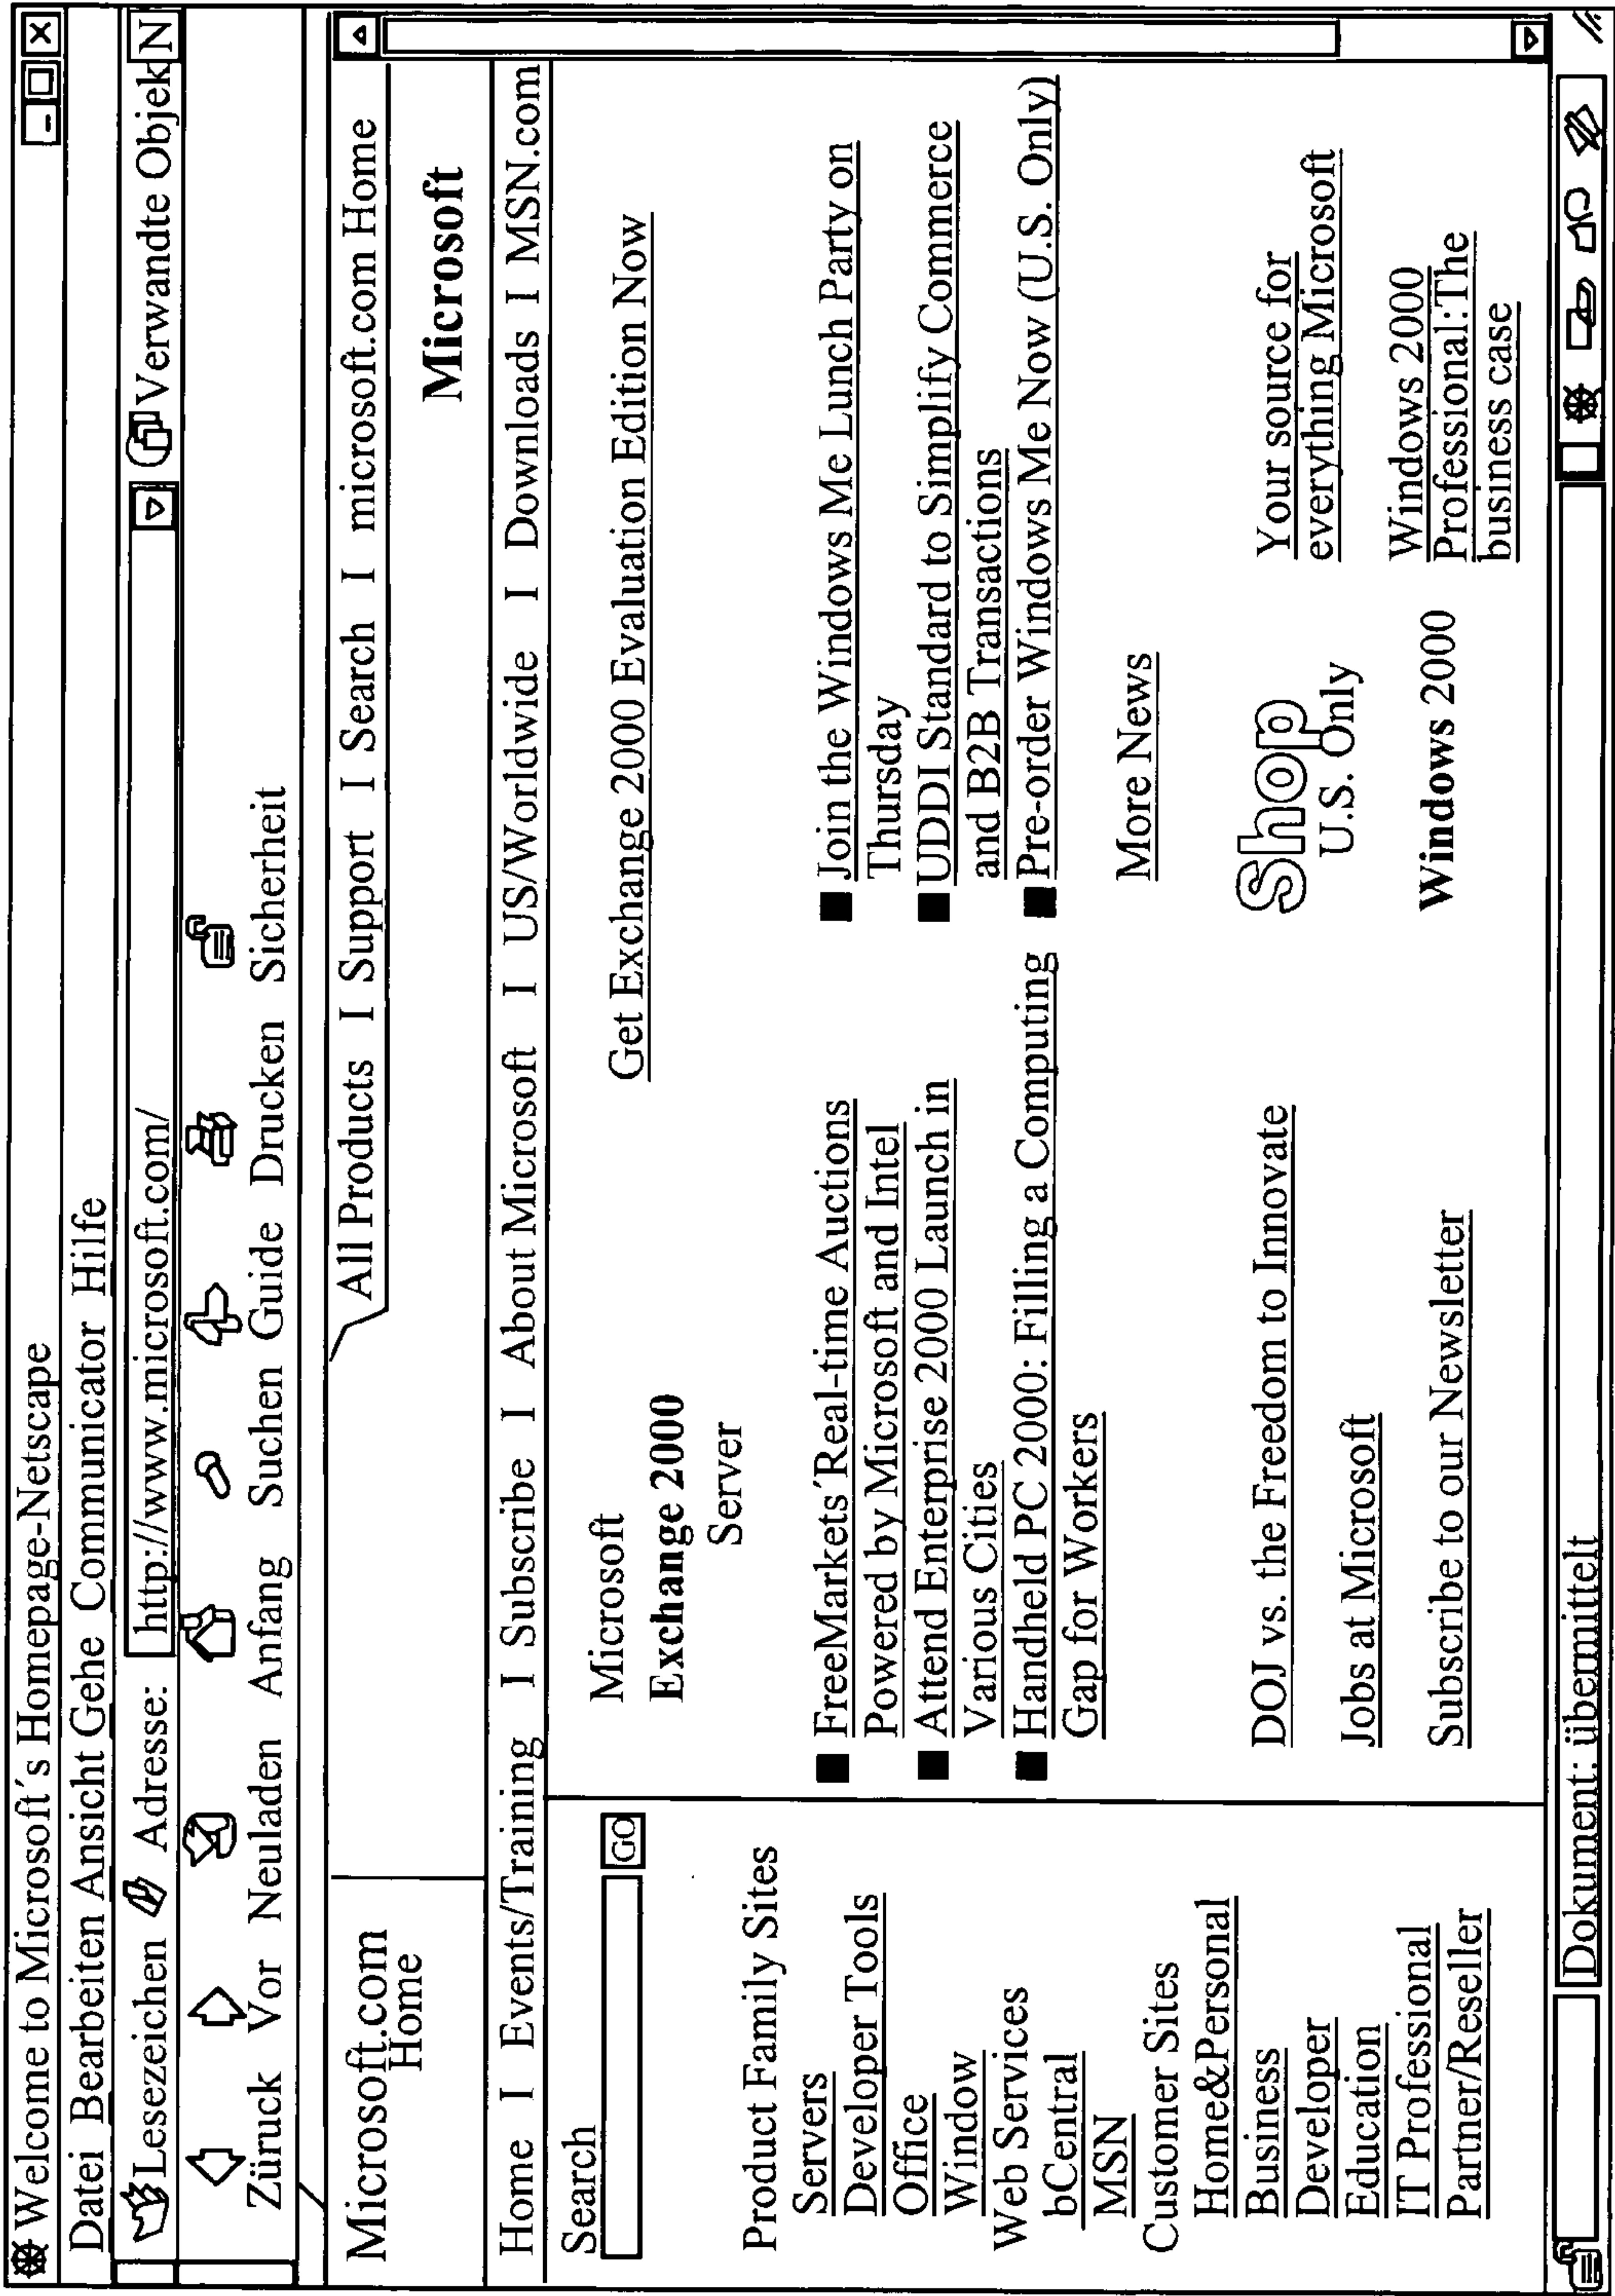 Welcome to Microsoft´s Homepage-Netscape
Datei Bearbeiten Ansicht Gehe Communicator Hilfe
Lesezeichen Adresse: http://www.microsoft.com/ Verwandte Objek N
Züruck Vor Neuladen Anfang Suchen Guide Drucken Sicherheit
All Products I Support I Search I microsoft.com Home
Microsoft.com
Home
Microsoft
Home I Events/Training I Subscribe I About Microsoft I US/Worldwide I Downloads I MSN.com
Search
GO
Product Family Sites
Servers
Developer Tools
Office
Window
Web Services
bCentral
MSN
Customer Sites
Home&Personal
Business
Developer
Education
IT Professional
Partner/Reseller
Microsoft
Exchange 2000
Server
Get Exchange 2000 Evaluation Edition Now
FreeMarkets´Real-time Auctions
Powered by Microsoft and Intel
Attend Enterprise 2000 Launch in
Various Cities
Handheld PC 2000: Filling a Computing
Gap for Workers
Join the Windows Me Lunch Party on
Thursday
UDDI Standard to Simplify Commerce
and B2B Transactions
Pre-order Windows Me Now (U.S. Only)
More News
DOJ vs. the Freedom to Innovate
Jobs at Microsoft
Subscribe to our Newsletter
Shop
U.S. Only
Your source for
everything Microsoft
Windows 2000
Windows 2000
Professional:The
business case
Dokument: übermittelt